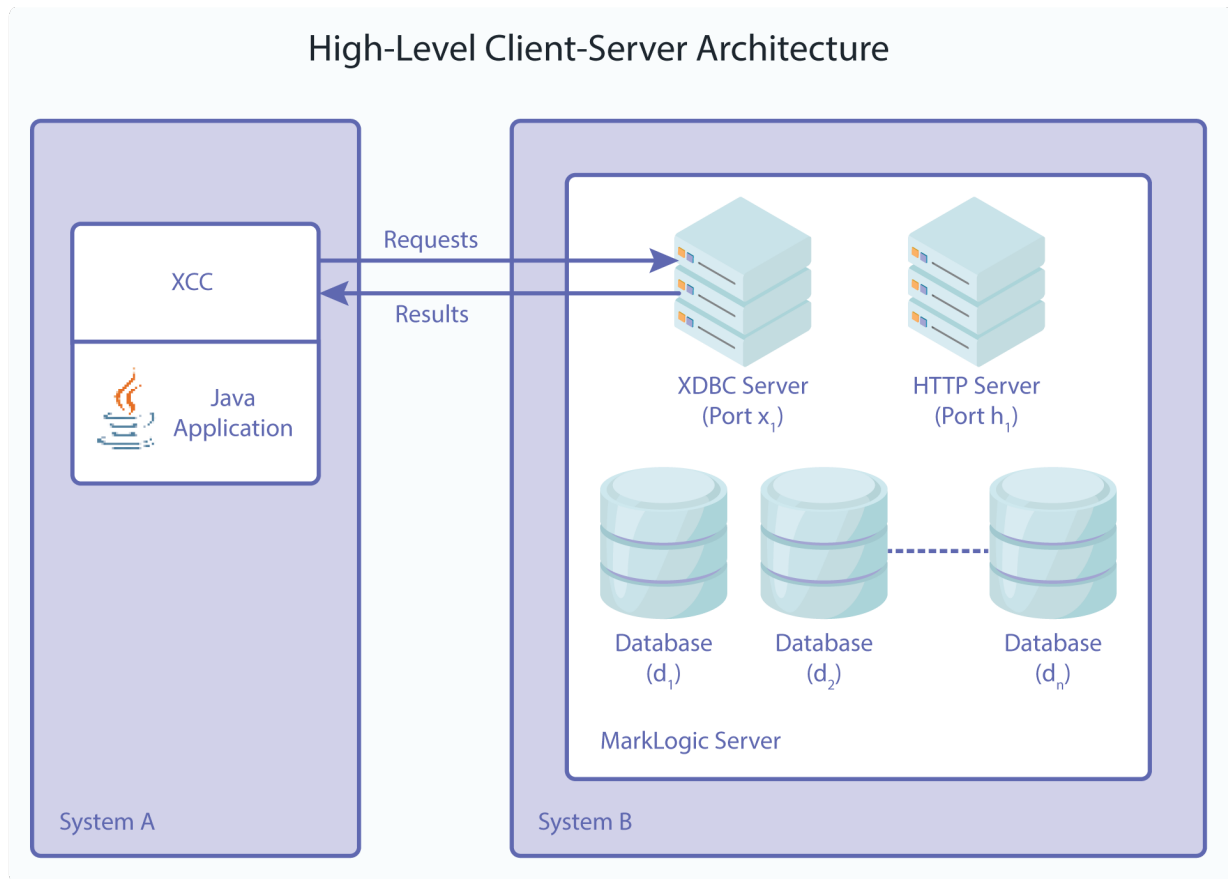 High-Level Client-Server Architecture
Requests
XCC
Results
Java
Application
XDBC Server
(Port x₁)
HTTP Server
(Port h₁)
Database
(d₁)
Database
(d₂)
Database
(dₙ)
MarkLogic Server
System A
System B